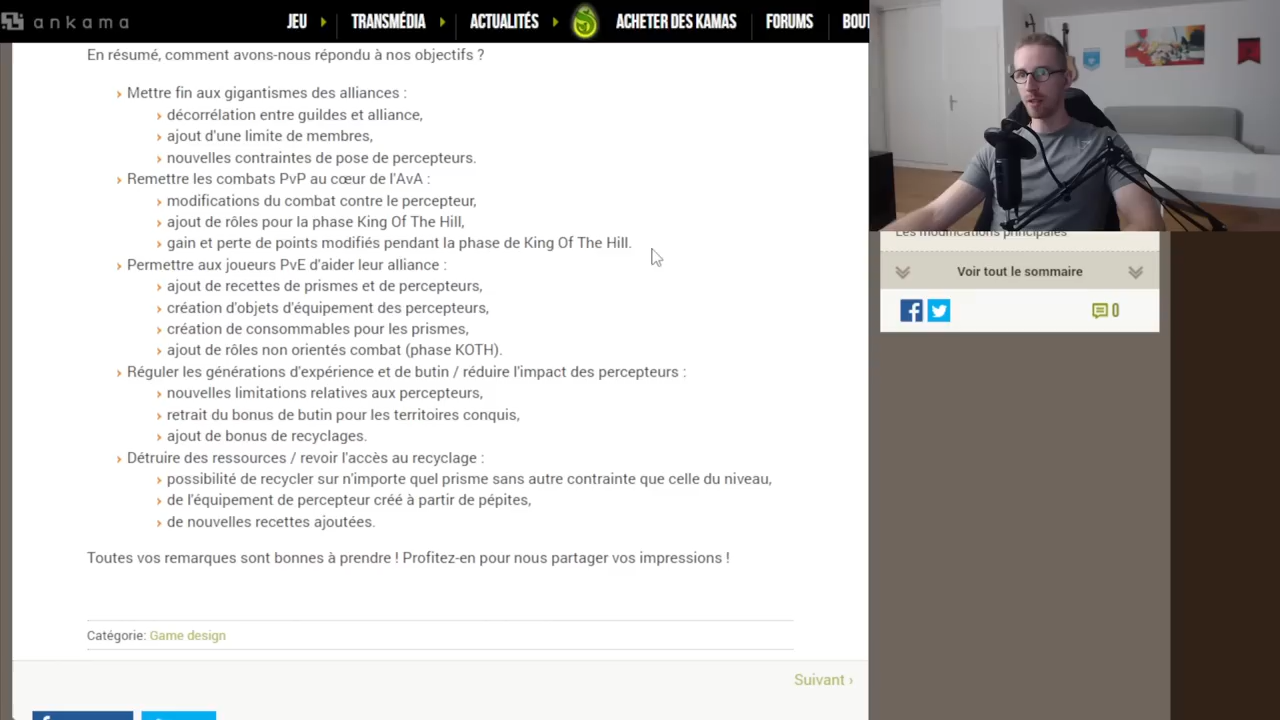 ankama
JEU TRANSMÉDIA ACTUALITÉS ACHETER DES KAMAS FORUMS BOUT
En résumé, comment avons-nous répondu à nos objectifs ?
Mettre fin aux gigantismes des alliances :
décorrélation entre guildes et alliance,
ajout d'une limite de membres,
nouvelles contraintes de pose de percepteurs.
Remettre les combats PvP au cœur de l'AvA :
modifications du combat contre le percepteur,
ajout de rôles pour la phase King Of The Hill,
gain et perte de points modifiés pendant la phase de King Of The Hill.
Permettre aux joueurs PvE d'aider leur alliance :
ajout de recettes de prismes et de percepteurs,
création d'objets d'équipement des percepteurs,
création de consommables pour les prismes,
ajout de rôles non orientés combat (phase KOTH).
Réguler les générations d'expérience et de butin / réduire l'impact des percepteurs :
nouvelles limitations relatives aux percepteurs,
retrait du bonus de butin pour les territoires conquis,
ajout de bonus de recyclages.
Détruire des ressources / revoir l'accès au recyclage :
possibilité de recycler sur n'importe quel prisme sans autre contrainte que celle du niveau,
de l'équipement de percepteur créé à partir de pépites,
de nouvelles recettes ajoutées.
Toutes vos remarques sont bonnes à prendre ! Profitez-en pour nous partager vos impressions !
Catégorie: Game design
Suivant ›
Les modifications principales
Voir tout le sommaire
0